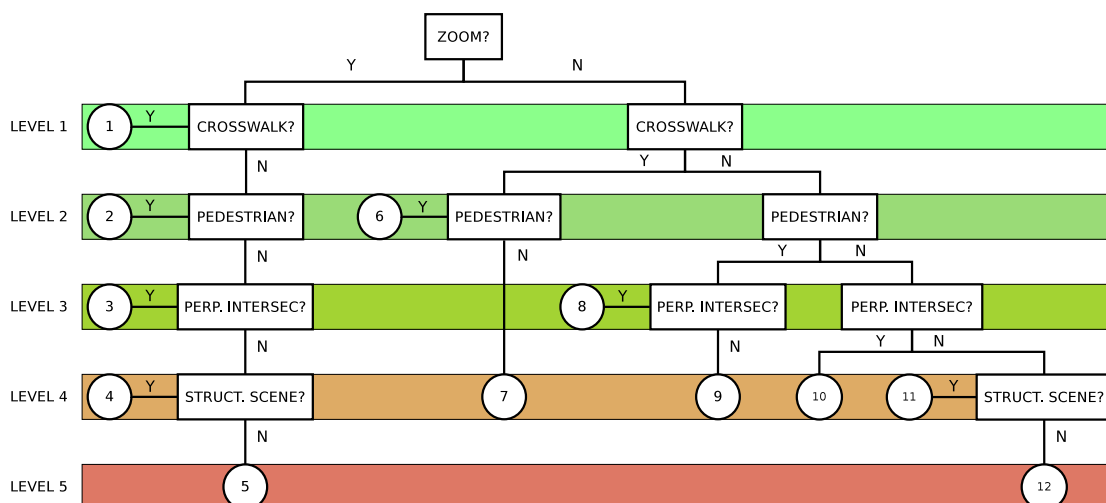 ZOOM?
Y N
LEVEL 1 1 Y CROSSWALK? CROSSWALK?
N Y N
LEVEL 2 2 Y PEDESTRIAN? 6 Y PEDESTRIAN? PEDESTRIAN?
N N Y N
LEVEL 3 3 Y PERP. INTERSEC? 8 Y PERP. INTERSEC? PERP. INTERSEC?
N N Y N
LEVEL 4 4 Y STRUCT. SCENE? 7 9 10 11 Y STRUCT. SCENE?
N N
LEVEL 5 5 12